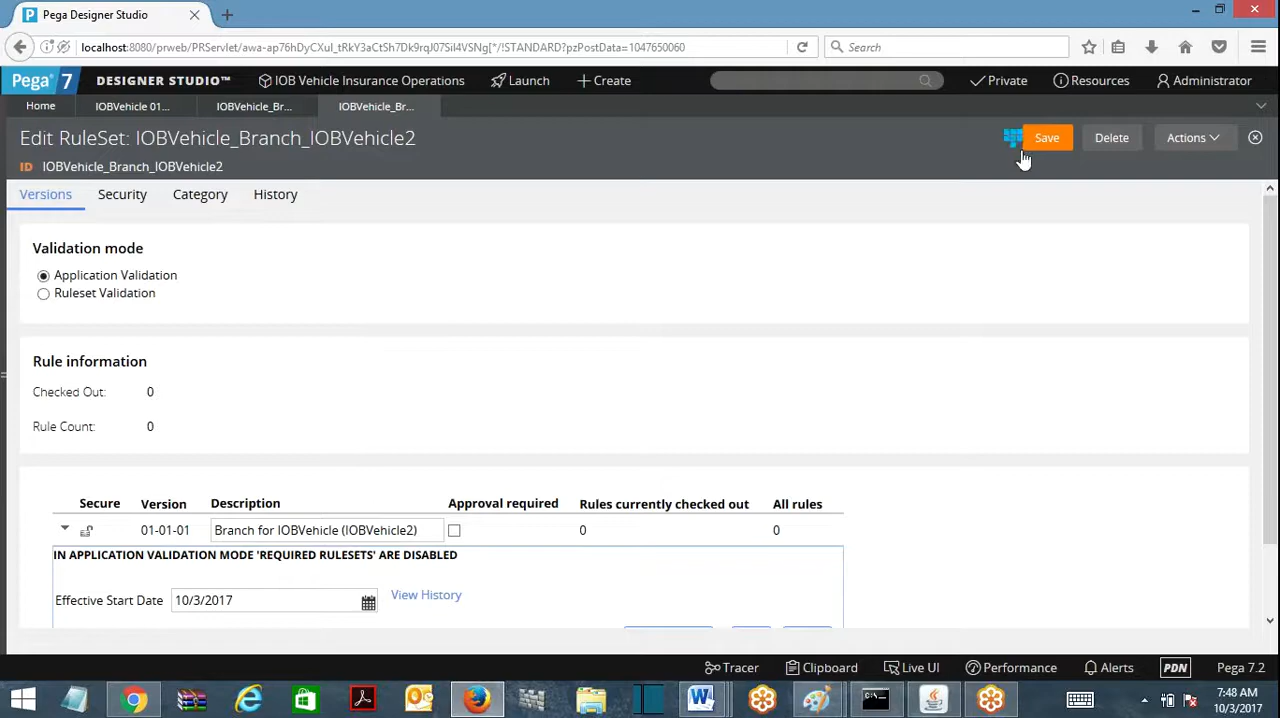 Pega Designer Studio
localhost:8080/prweb/PRServlet/awa-ap76hDyCXul_tRkY3aCtSh7Dk9rqJ07SiI4VSNg[*/!STANDARD?pzPostData=1047650060
Search
Pega 7 DESIGNER STUDIO™ IOB Vehicle Insurance Operations Launch Create Private Resources Administrator
Home IOBVehicle 01... IOBVehicle_Br... IOBVehicle_Br...
Edit RuleSet: IOBVehicle_Branch_IOBVehicle2 Save Delete Actions
ID IOBVehicle_Branch_IOBVehicle2
Versions Security Category History
Validation mode
Application Validation
Ruleset Validation
Rule information
Checked Out: 0
Rule Count: 0
Secure Version Description Approval required Rules currently checked out All rules
01-01-01 Branch for IOBVehicle (IOBVehicle2) 0 0
IN APPLICATION VALIDATION MODE 'REQUIRED RULESETS' ARE DISABLED
Effective Start Date 10/3/2017 View History
Tracer Clipboard Live UI Performance Alerts PDN Pega 7.2
7:48 AM
10/3/2017